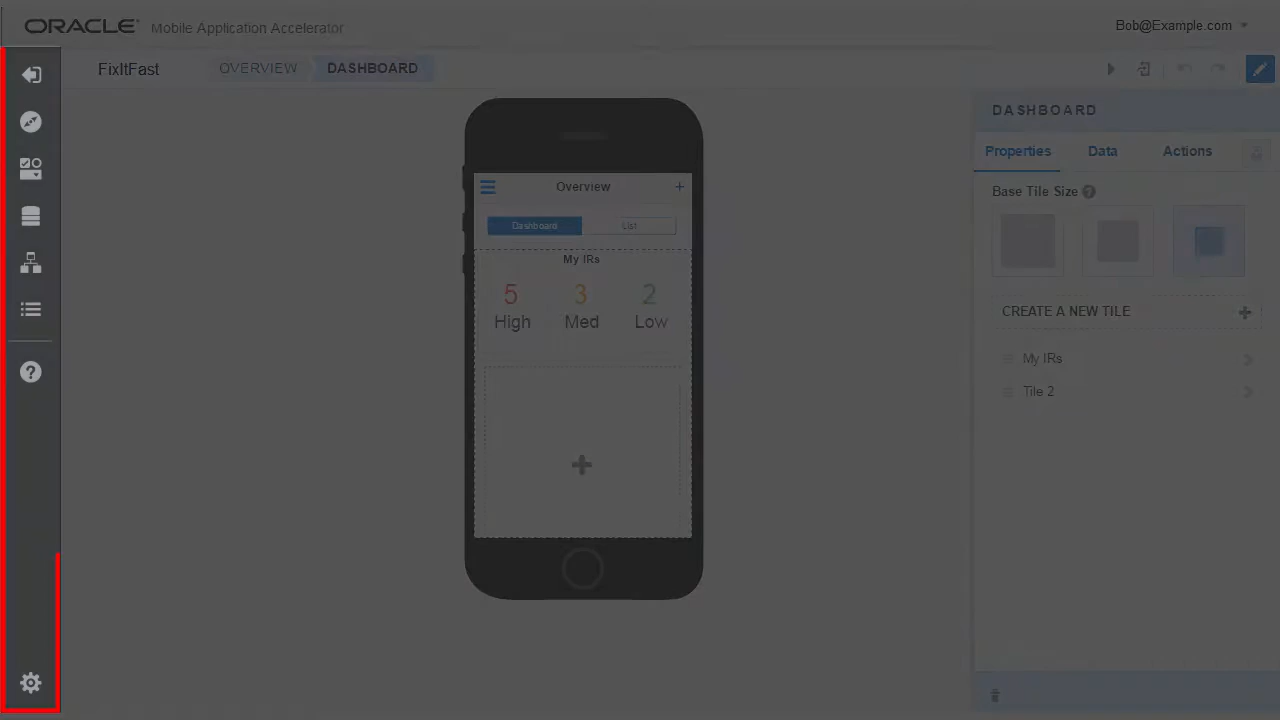 ORACLE Mobile Application Accelerator
Bob@Example.com
FixItFast
OVERVIEW
DASHBOARD
DASHBOARD
Properties
Data
Actions
Base Tile Size ?
CREATE A NEW TILE +
My IRs
Tile 2
Overview +
Dashboard
List
My IRs
5 3 2
High Med Low
+
?